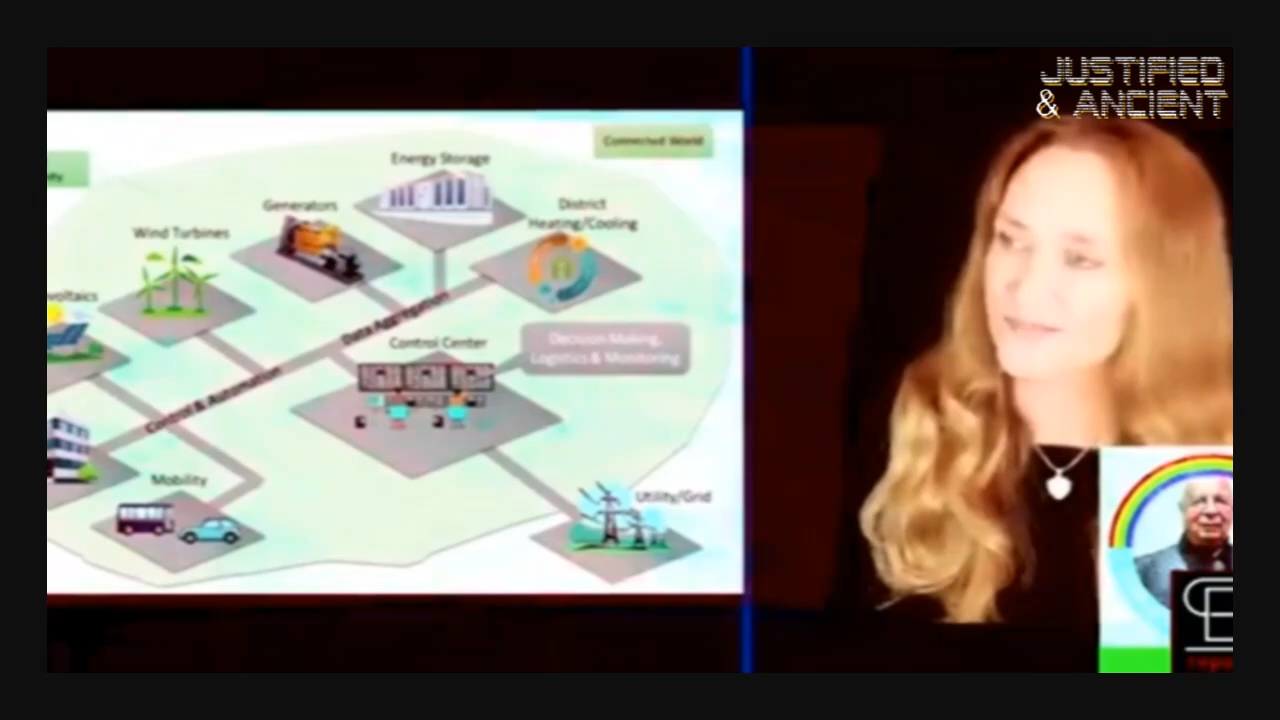 JUSTIFIED
& ANCIENT
Connected World
Energy Storage
Generators
District
Heating/Cooling
Wind Turbines
voltaics
Data Aggregation
Control Center
Decision Making,
Logistics & Monitoring
Control & Automation
Mobility
Utility/Grid